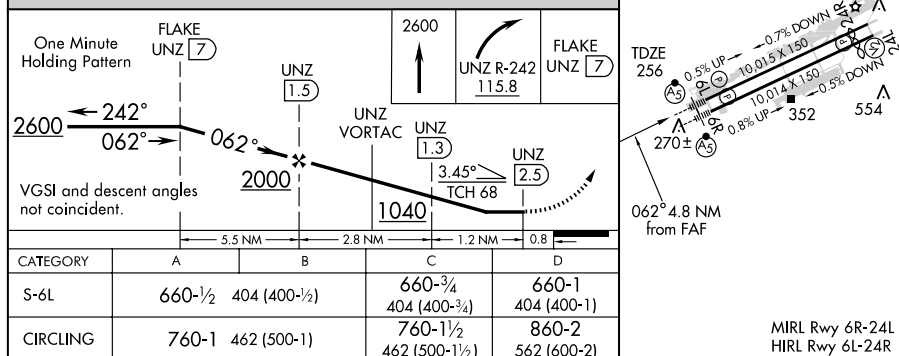 One Minute
Holding Pattern
FLAKE
UNZ 7
UNZ
1.5
2600
UNZ R-242
115.8
FLAKE
UNZ 7
2600
242°
062°
062°
2000
UNZ
VORTAC
UNZ
1.3
1040
3.45°
TCH 68
UNZ
2.5
VGSI and descent angles
not coincident.
5.5 NM
2.8 NM
1.2 NM
0.8
CATEGORY A B C D
S-6L 660-½ 404 (400-½) 660-¾ 404 (400-¾) 660-1 404 (400-1)
CIRCLING 760-1 462 (500-1) 760-1½ 462 (500-1½) 860-2 562 (600-2)
TDZE
256
0.5% UP
0.7% DOWN
10,015 X 150
10,014 X 150
0.8% UP
0.5% DOWN
6L
6R
24R
24L
P
P
P
A5
A5
270±
352
554
062° 4.8 NM
from FAF
MIRL Rwy 6R-24L
HIRL Rwy 6L-24R